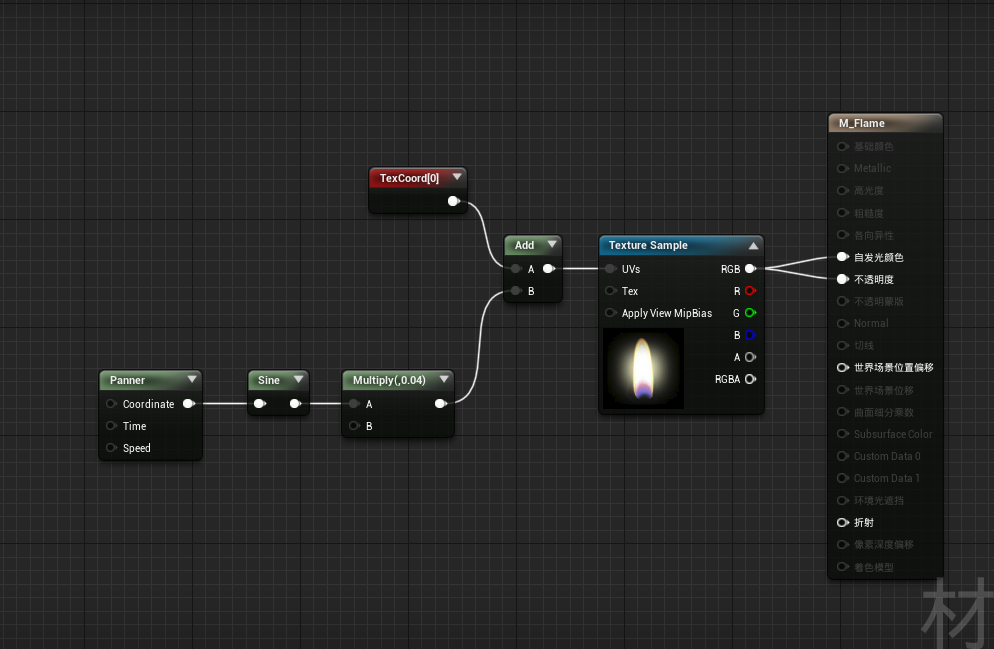 M_Flame
基础颜色
Metallic
高光度
粗糙度
各向异性
自发光颜色
不透明度
不透明蒙版
Normal
切线
世界场景位置偏移
世界场景位移
曲面细分乘数
Subsurface Color
Custom Data 0
Custom Data 1
环境光遮挡
折射
像素深度偏移
着色模型
TexCoord[0]
Add
A
B
Texture Sample
UVs
RGB
Tex
R
Apply View MipBias
G
B
A
RGBA
Panner
Coordinate
Time
Speed
Sine
Multiply(,0.04)
A
B
材